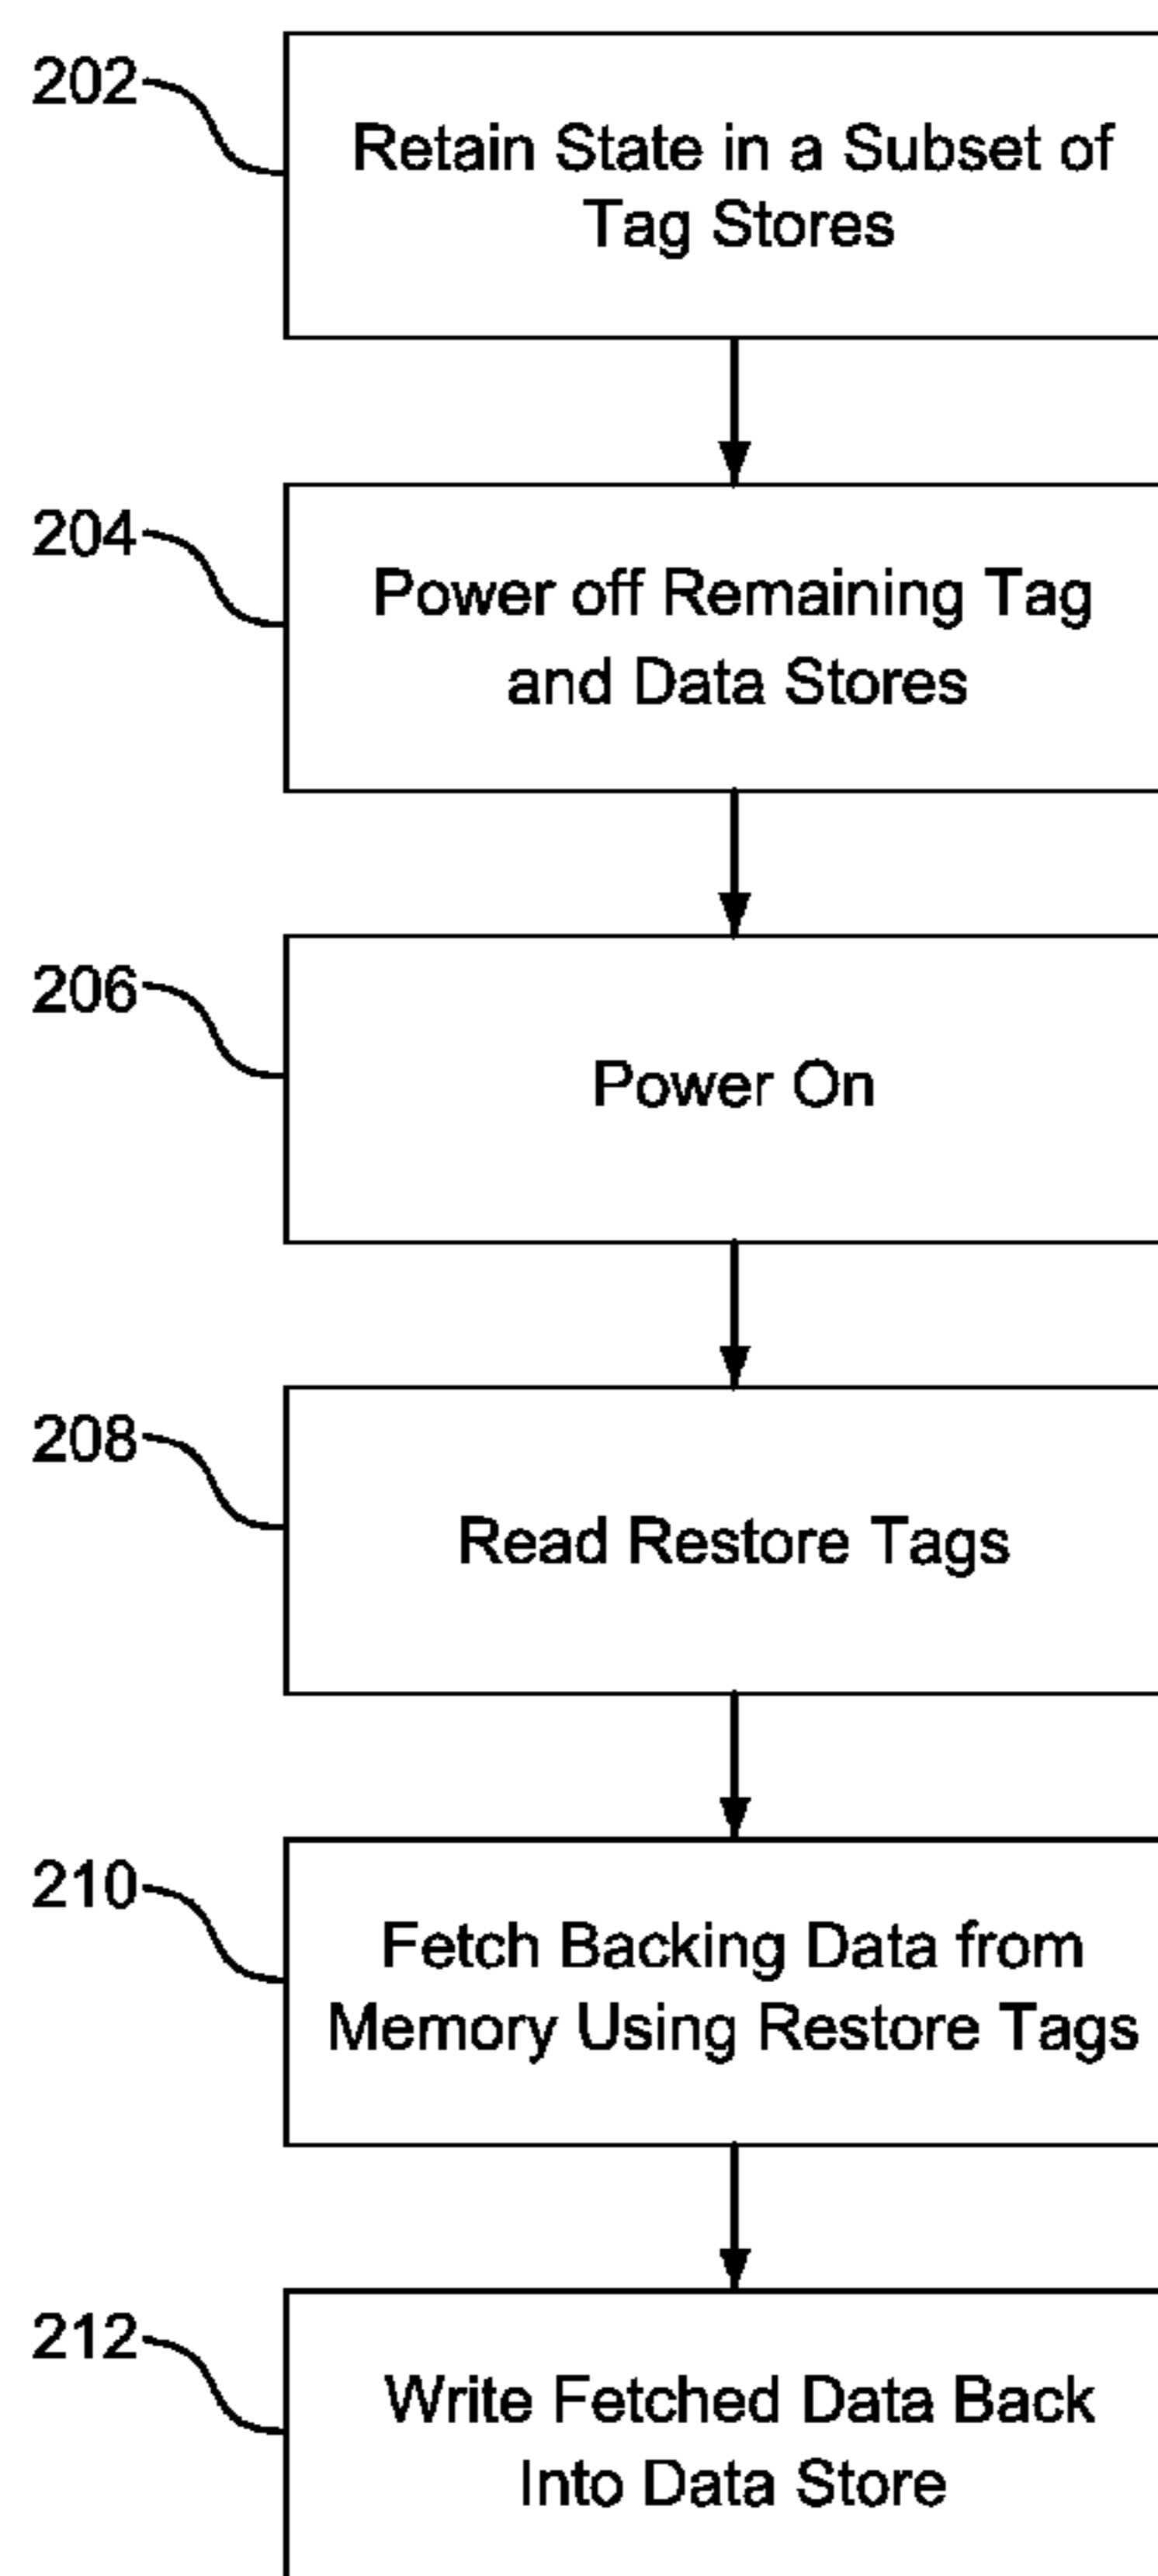 202
Retain State in a Subset of
Tag Stores
204
Power off Remaining Tag
and Data Stores
206
Power On
208
Read Restore Tags
210
Fetch Backing Data from
Memory Using Restore Tags
212
Write Fetched Data Back
Into Data Store